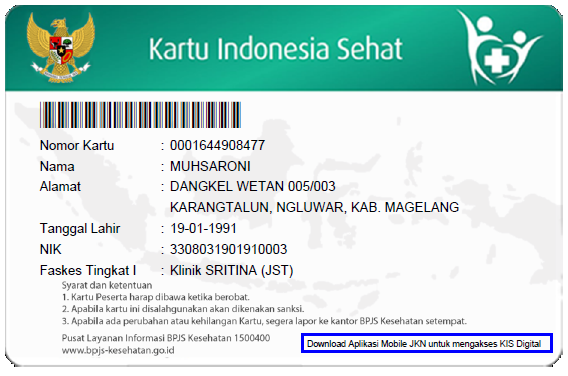 Kartu Indonesia Sehat
Nomor Kartu : 0001644908477
Nama : MUHSARONI
Alamat : DANGKEL WETAN 005/003
KARANGTALUN, NGLUWAR, KAB. MAGELANG
Tanggal Lahir : 19-01-1991
NIK : 3308031901910003
Faskes Tingkat I : Klinik SRITINA (JST)
Syarat dan ketentuan
1. Kartu Peserta harap dibawa ketika berobat.
2. Apabila kartu ini disalahgunakan akan dikenakan sanksi.
3. Apabila ada perubahan atau kehilangan Kartu, segera lapor ke kantor BPJS Kesehatan setempat.
Pusat Layanan Informasi BPJS Kesehatan 1500400
www.bpjs-kesehatan.go.id
Download Aplikasi Mobile JKN untuk mengakses KIS Digital